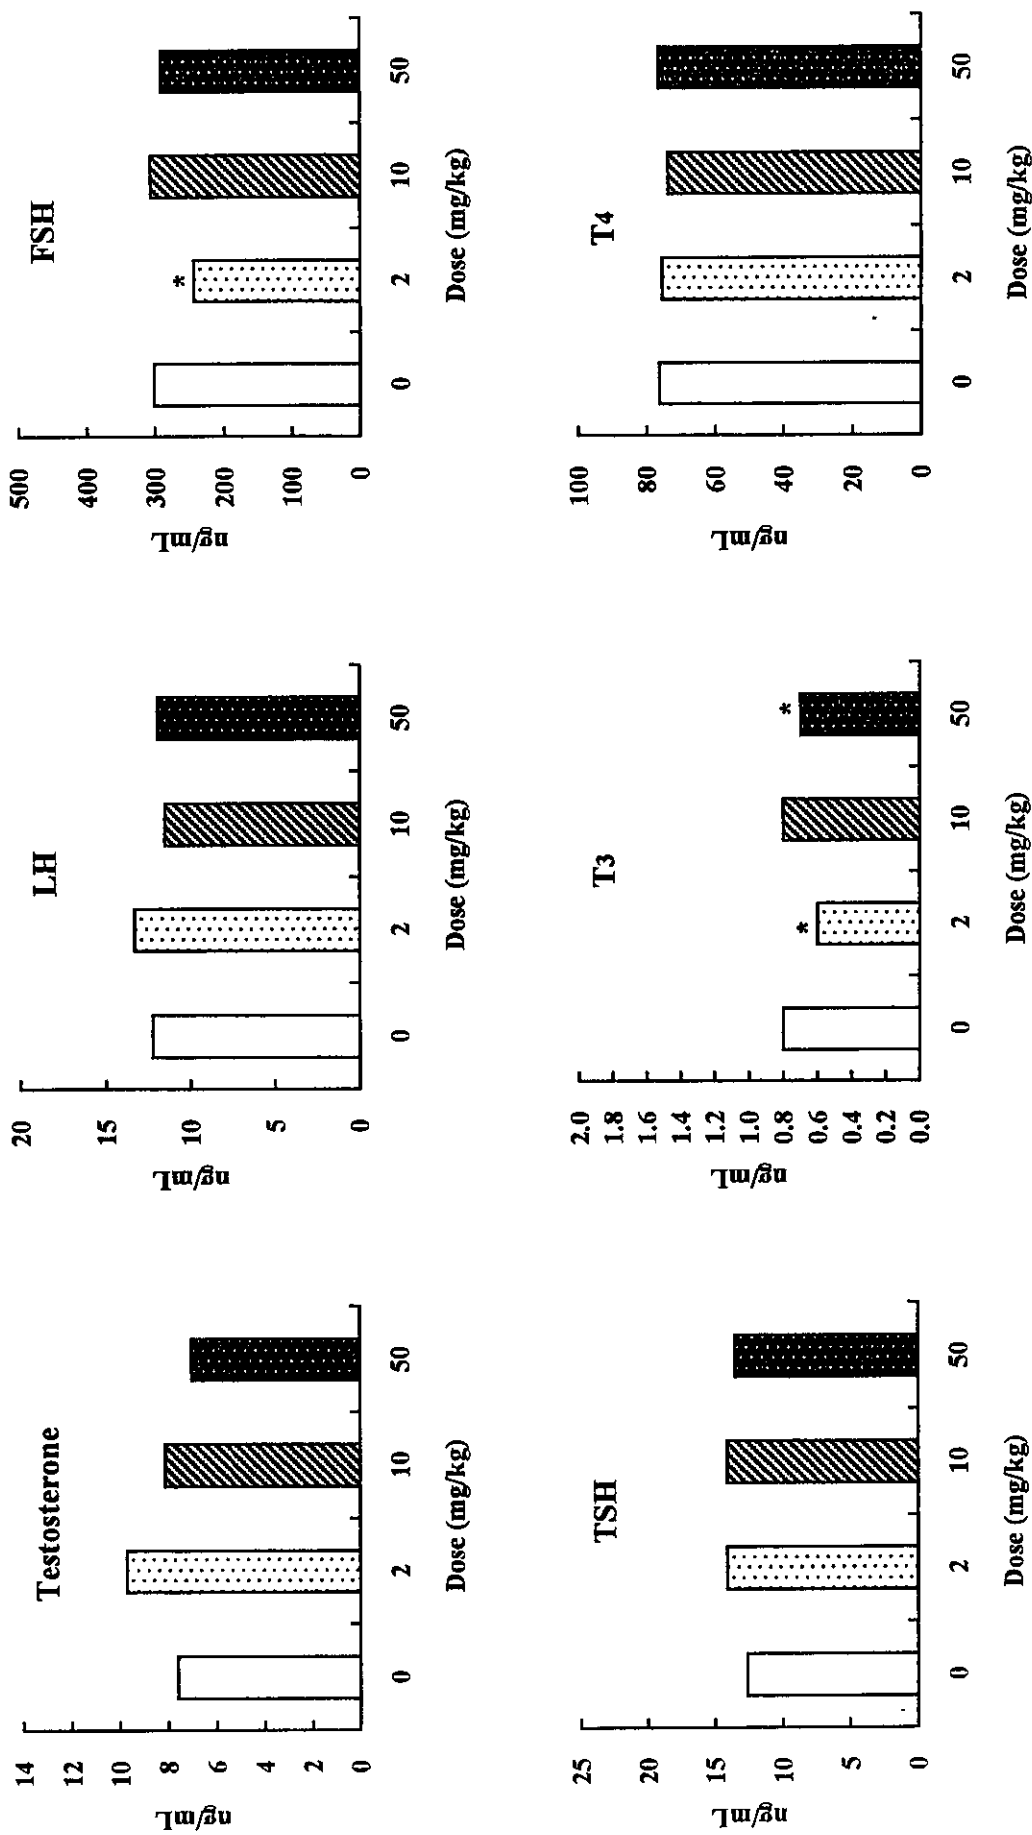 Testosterone
ng/mL
14
12
10
8
6
4
2
0
0 2 10 50
Dose (mg/kg)
LH
ng/mL
20
15
10
5
0
0 2 10 50
Dose (mg/kg)
FSH
ng/mL
500
400
300
200
100
0
*
0 2 10 50
Dose (mg/kg)
TSH
ng/mL
25
20
15
10
5
0
0 2 10 50
Dose (mg/kg)
T3
ng/mL
2.0
1.8
1.6
1.4
1.2
1.0
0.8
0.6
0.4
0.2
0.0
* *
0 2 10 50
Dose (mg/kg)
T4
ng/mL
100
80
60
40
20
0
0 2 10 50
Dose (mg/kg)